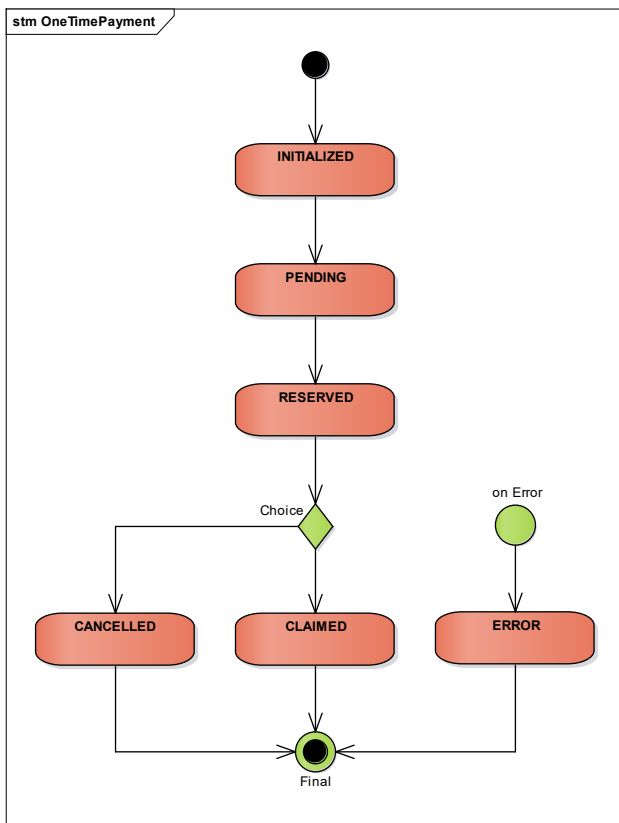 stm OneTimePayment
INITIALIZED
PENDING
RESERVED
on Error
Choice
CANCELLED
CLAIMED
ERROR
Final